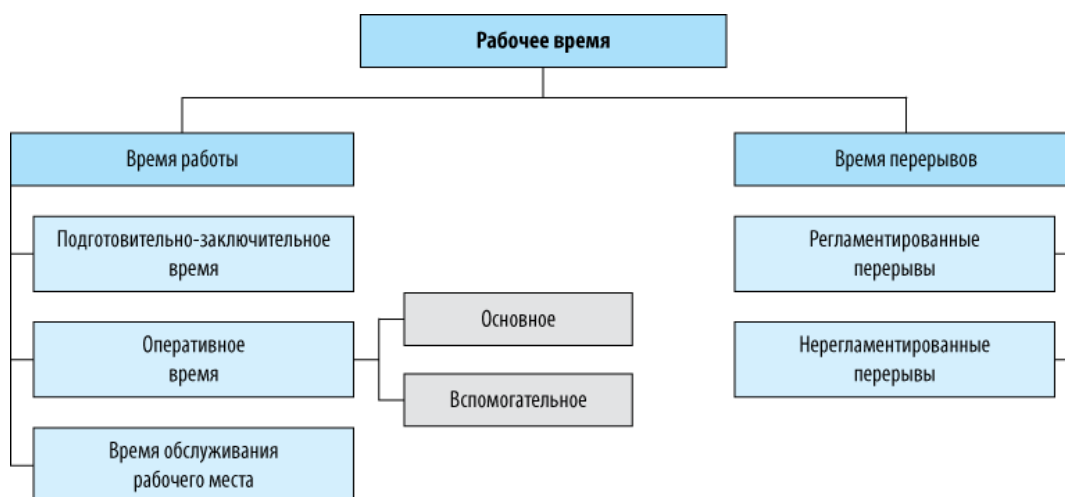 Рабочее время
Время работы
Время перерывов
Подготовительно-заключительное
время
Регламентированные
перерывы
Основное
Оперативное
время
Нерегламентированные
перерывы
Вспомогательное
Время обслуживания
рабочего места